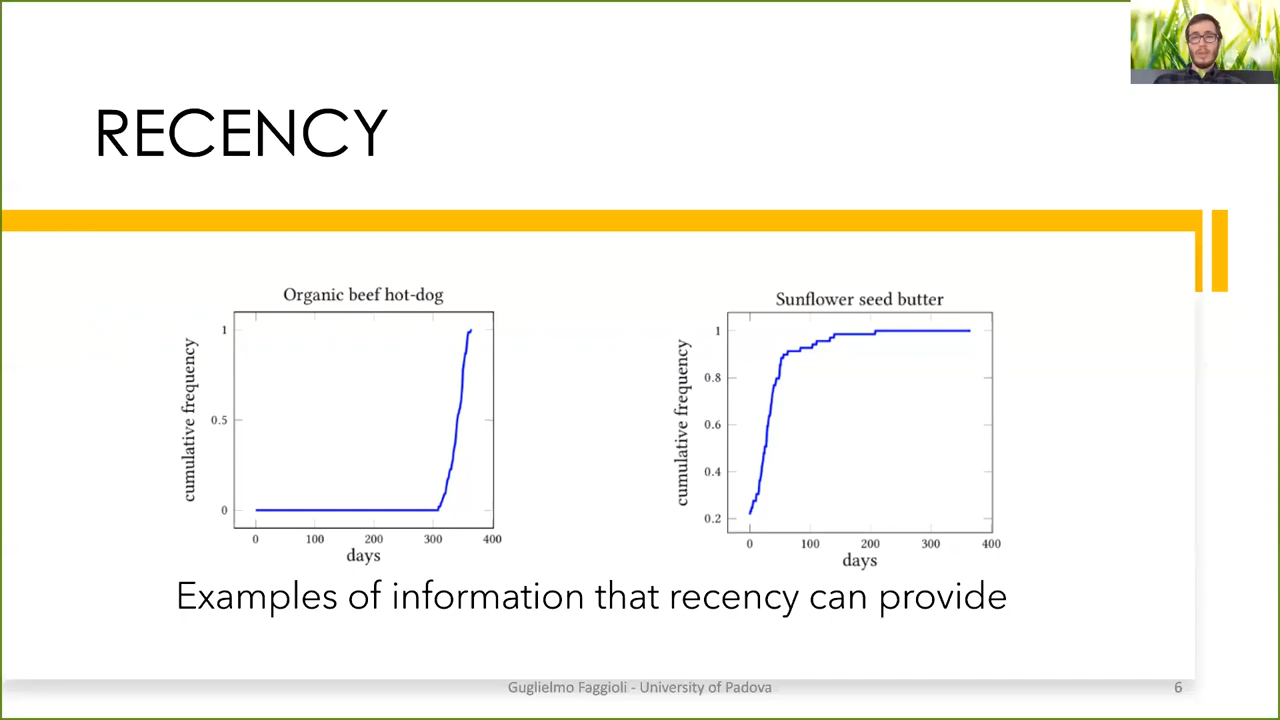 RECENCY
Organic beef hot-dog
cumulative frequency
1
0.5
0
0 100 200 300 400
days
Sunflower seed butter
cumulative frequency
1
0.8
0.6
0.4
0.2
0 100 200 300 400
days
Examples of information that recency can provide
Guglielmo Faggioli - University of Padova
6